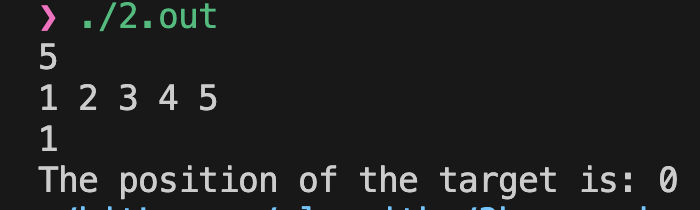 ❯ ./2.out
5
1 2 3 4 5
1
The position of the target is: 0